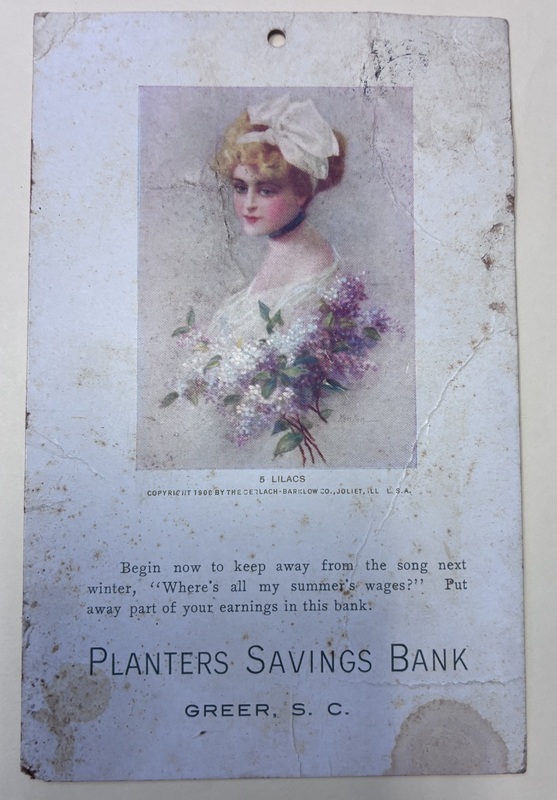 5 LILACS
COPYRIGHT 1908 BY THE GERLACH-BARKLOW CO., JOLIET, ILL U.S.A.
Begin now to keep away from the song next
winter, "Where's all my summer's wages?" Put
away part of your earnings in this bank.
PLANTERS SAVINGS BANK
GREER, S. C.